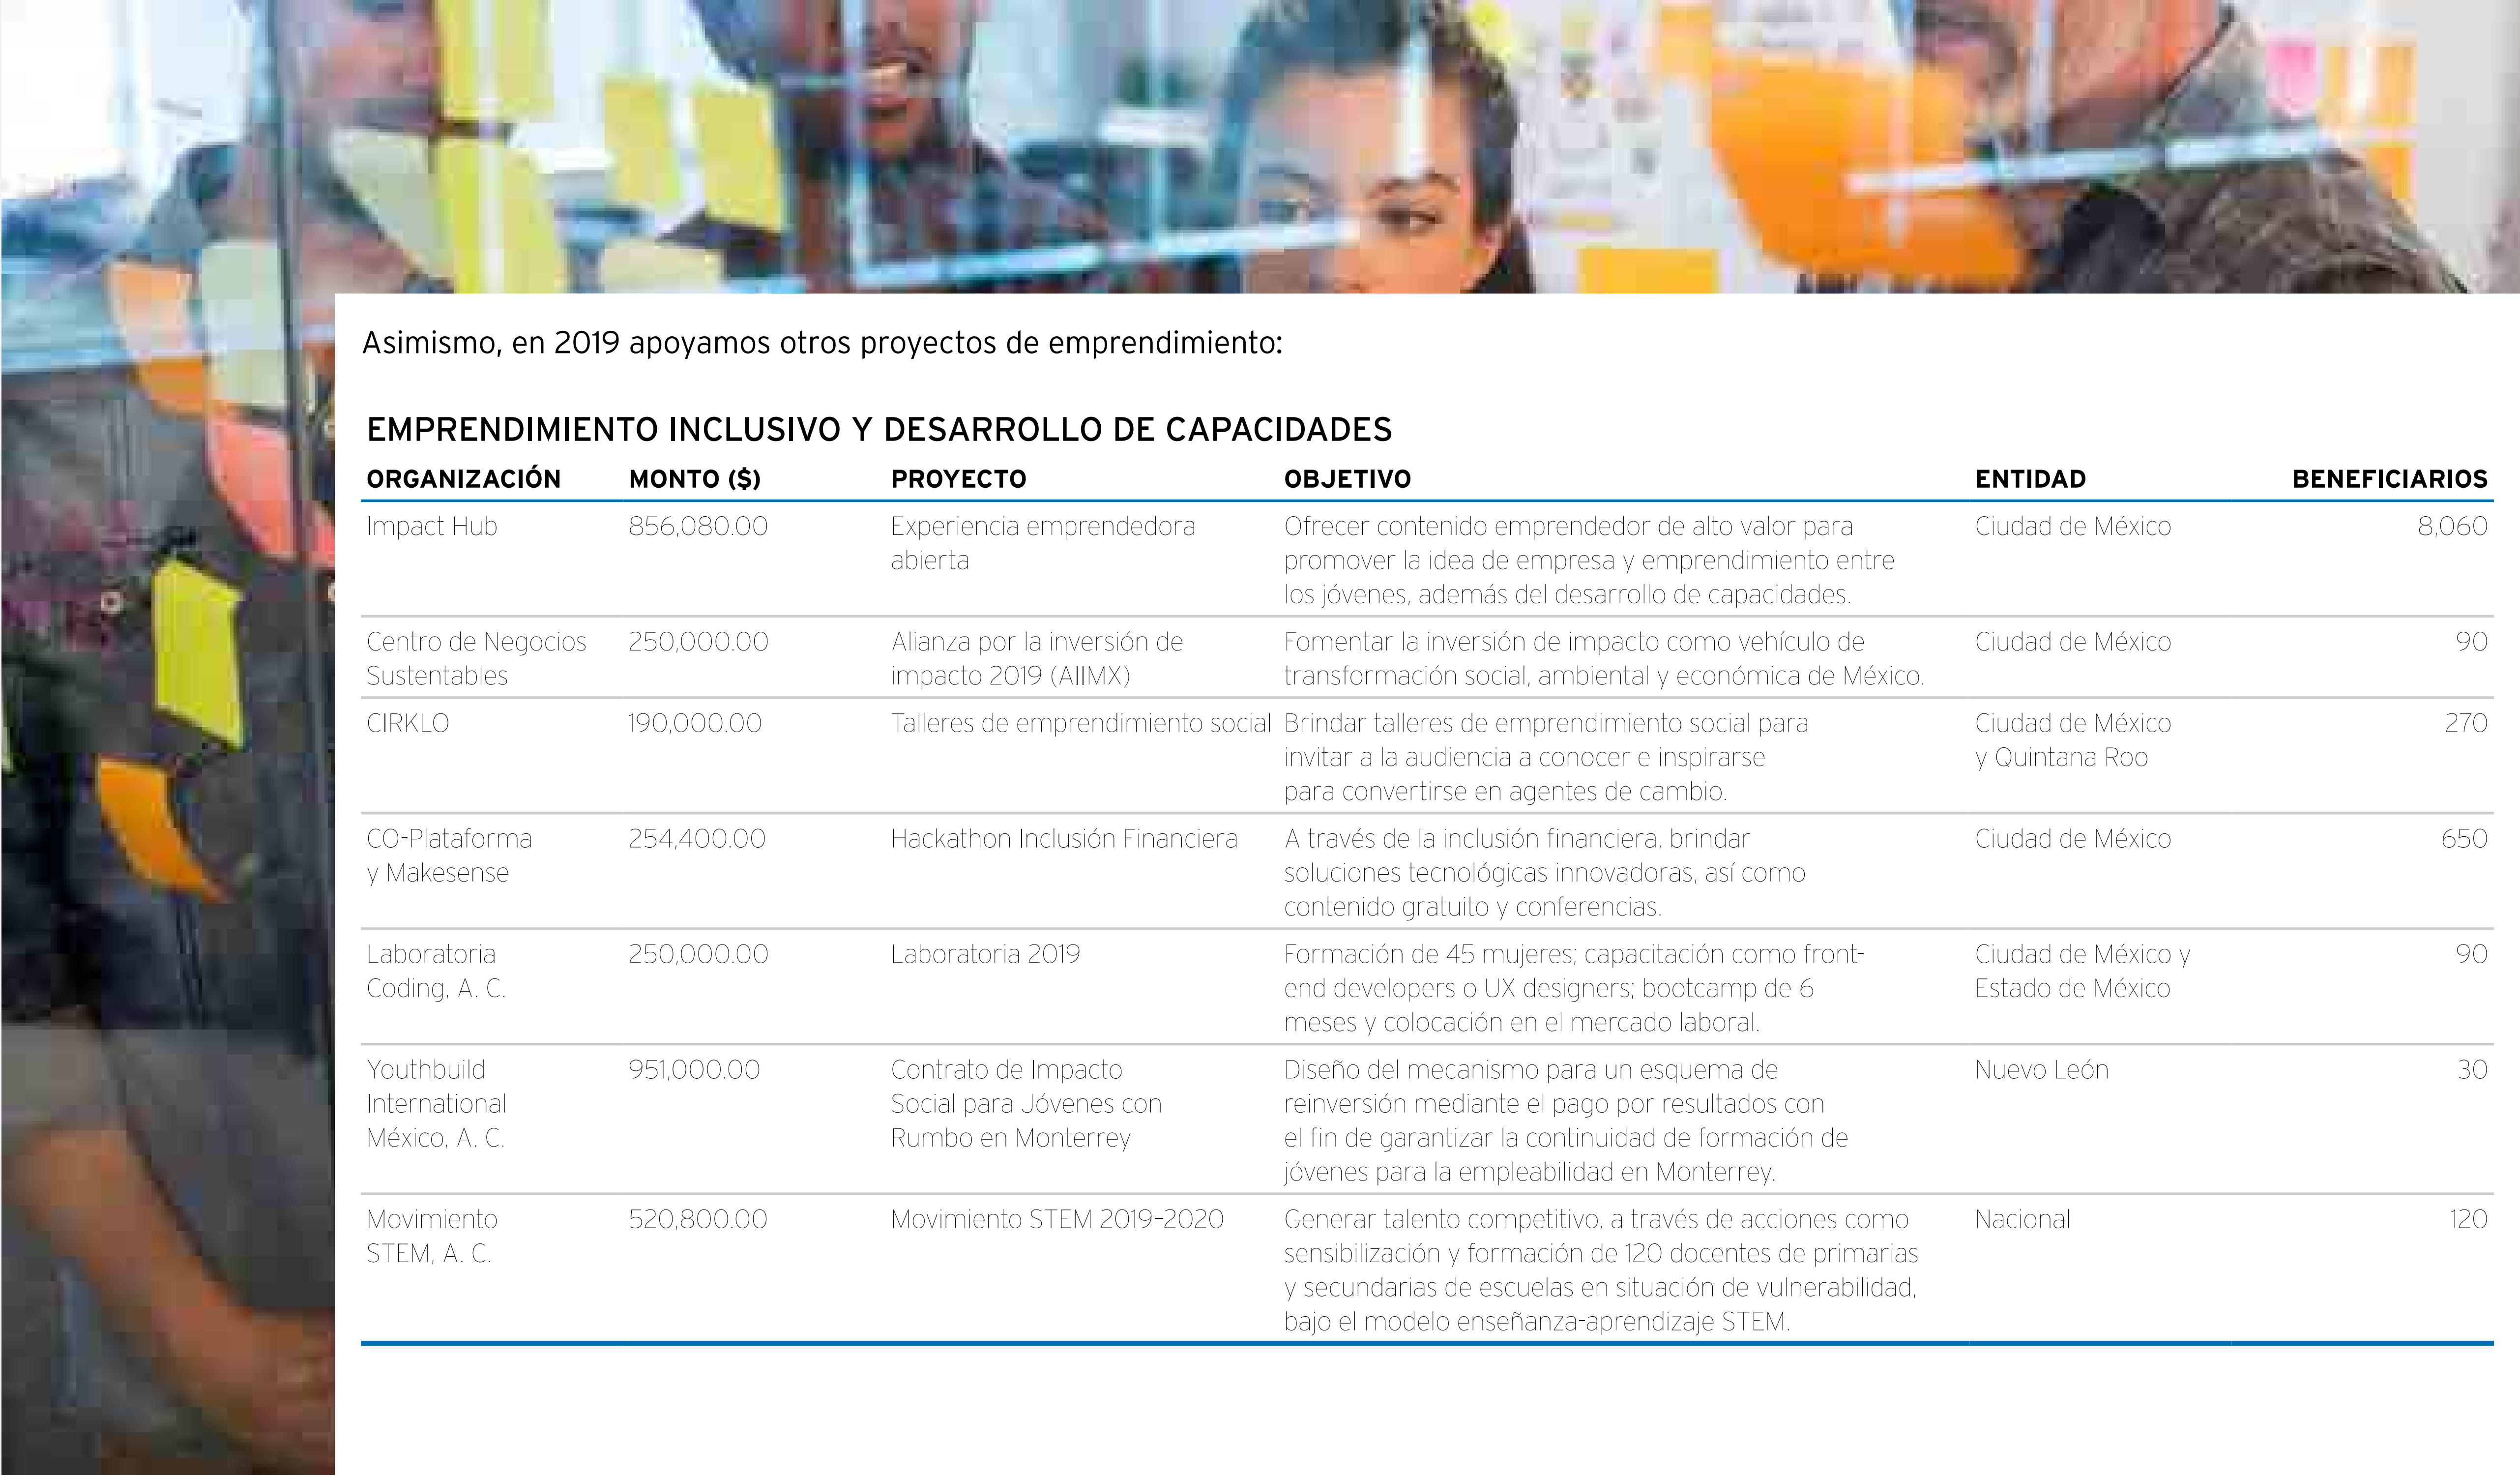 Asimismo, en 2019 apoyamos otros proyectos de emprendimiento:
EMPRENDIMIENTO INCLUSIVO Y DESARROLLO DE CAPACIDADES
ORGANIZACIÓN MONTO ($) PROYECTO OBJETIVO ENTIDAD BENEFICIARIOS
Impact Hub 856,080.00 Experiencia emprendedora Ofrecer contenido emprendedor de alto valor para Ciudad de México 8,060
abierta promover la idea de empresa y emprendimiento entre
los jóvenes, además del desarrollo de capacidades.
Centro de Negocios 250,000.00 Alianza por la inversión de Fomentar la inversión de impacto como vehículo de Ciudad de México 90
Sustentables impacto 2019 (AIIMX) transformación social, ambiental y económica de México.
CIRKLO 190,000.00 Talleres de emprendimiento social Brindar talleres de emprendimiento social para Ciudad de México 270
invitar a la audiencia a conocer e inspirarse y Quintana Roo
para convertirse en agentes de cambio.
CO-Plataforma 254,400.00 Hackathon Inclusión Financiera A través de la inclusión financiera, brindar Ciudad de México 650
y Makesense soluciones tecnológicas innovadoras, así como
contenido gratuito y conferencias.
Laboratoria 250,000.00 Laboratoria 2019 Formación de 45 mujeres; capacitación como front- Ciudad de México y 90
Coding, A. C. end developers o UX designers; bootcamp de 6 Estado de México
meses y colocación en el mercado laboral.
Youthbuild 951,000.00 Contrato de Impacto Diseño del mecanismo para un esquema de Nuevo León 30
International Social para Jóvenes con reinversión mediante el pago por resultados con
México, A. C. Rumbo en Monterrey el fin de garantizar la continuidad de formación de
jóvenes para la empleabilidad en Monterrey.
Movimiento 520,800.00 Movimiento STEM 2019-2020 Generar talento competitivo, a través de acciones como Nacional 120
STEM, A. C. sensibilización y formación de 120 docentes de primarias
y secundarias de escuelas en situación de vulnerabilidad,
bajo el modelo enseñanza-aprendizaje STEM.